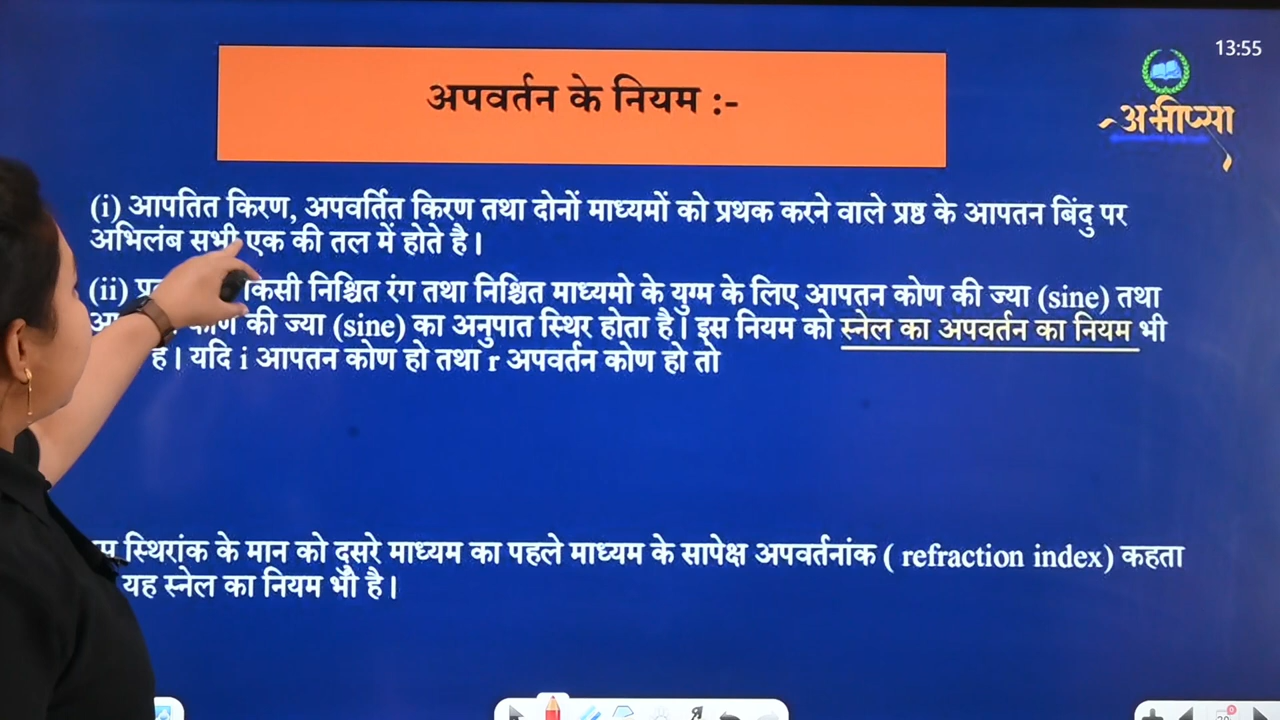 13:55
अभीप्सा
अपवर्तन के नियम :-
(i) आपतित किरण, अपवर्तित किरण तथा दोनों माध्यमों को प्रथक करने वाले प्रष्ठ के आपतन बिंदु पर
अभिलंब सभी एक की तल में होते है।
(ii) किसी निश्चित रंग तथा निश्चित माध्यमो के युग्म के लिए आपतन कोण की ज्या (sine) तथा
कोण की ज्या (sine) का अनुपात स्थिर होता है। इस नियम को स्नेल का अपवर्तन का नियम भी
है। यदि i आपतन कोण हो तथा r अपवर्तन कोण हो तो
स्थिरांक के मान को दुसरे माध्यम का पहले माध्यम के सापेक्ष अपवर्तनांक ( refraction index) कहता
यह स्नेल का नियम भी है।